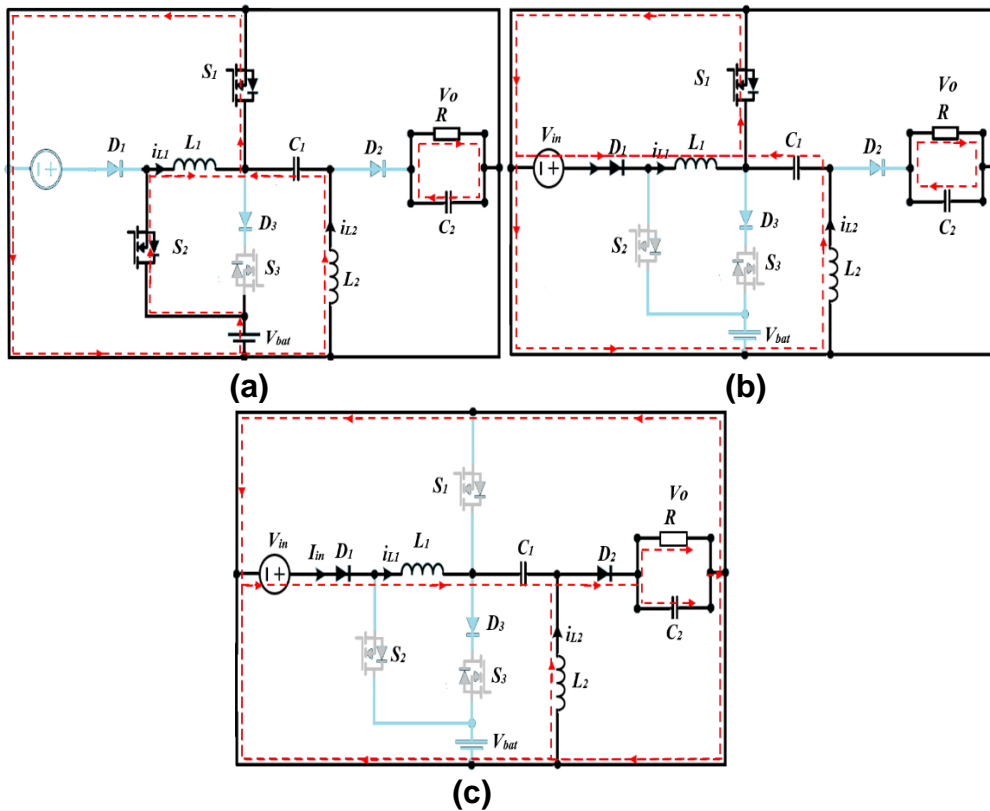 S1
Vo
R
D1
iL1
L1
C1
D2
C2
S2
D3
S3
iL2
L2
Vbat
(a)
S1
Vo
R
Vin
D1
iL1
L1
C1
D2
C2
S2
D3
S3
iL2
L2
Vbat
(b)
S1
Vo
R
Vin
Iin
D1
iL1
L1
C1
D2
C2
S2
D3
S3
iL2
L2
Vbat
(c)